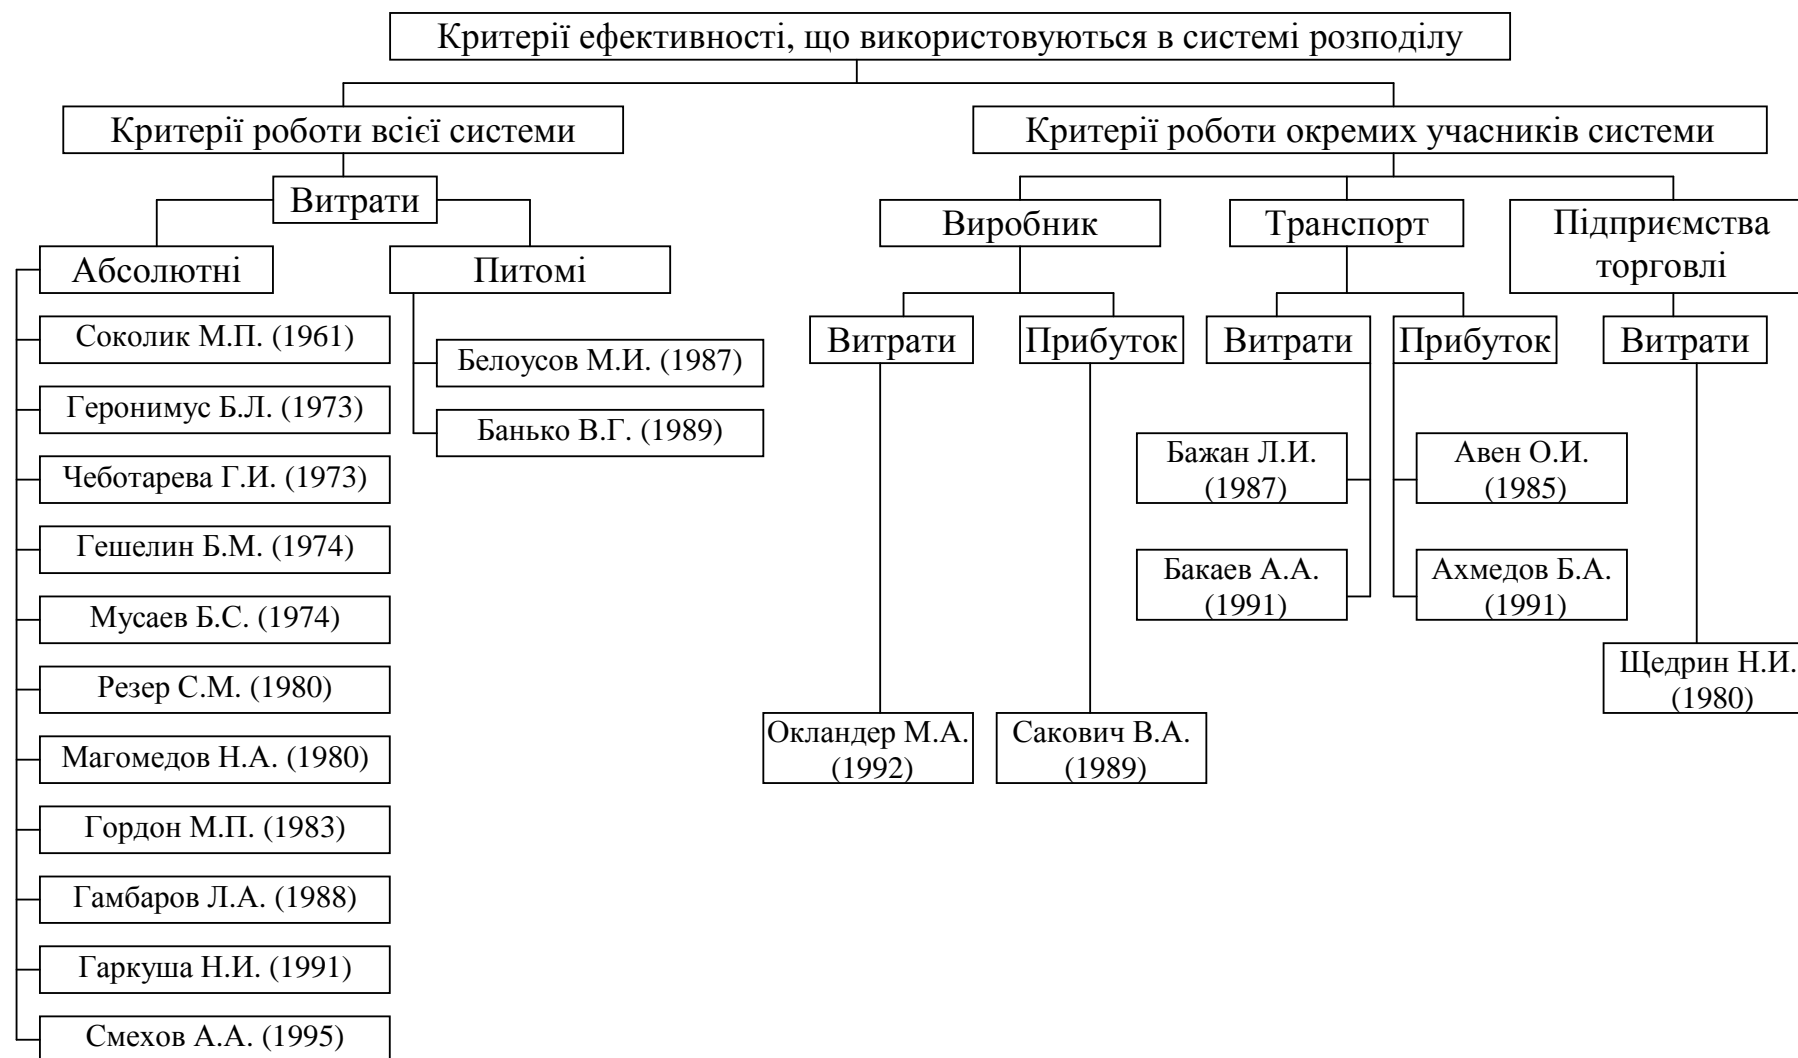 Критерії ефективності, що використовуються в системі розподілу
Критерії роботи всієї системи
Критерії роботи окремих учасників системи
Витрати
Абсолютні
Питомі
Соколик М.П. (1961)
Геронимус Б.Л. (1973)
Чеботарева Г.И. (1973)
Гешелин Б.М. (1974)
Мусаев Б.С. (1974)
Резер С.М. (1980)
Магомедов Н.А. (1980)
Гордон М.П. (1983)
Гамбаров Л.А. (1988)
Гаркуша Н.И. (1991)
Смехов А.А. (1995)
Белоусов М.И. (1987)
Банько В.Г. (1989)
Виробник
Транспорт
Підприємства
торговлі
Витрати
Прибуток
Витрати
Прибуток
Витрати
Окландер М.А.
(1992)
Сакович В.А.
(1989)
Бажан Л.И.
(1987)
Бакаев А.А.
(1991)
Авен О.И.
(1985)
Ахмедов Б.А.
(1991)
Щедрин Н.И.
(1980)